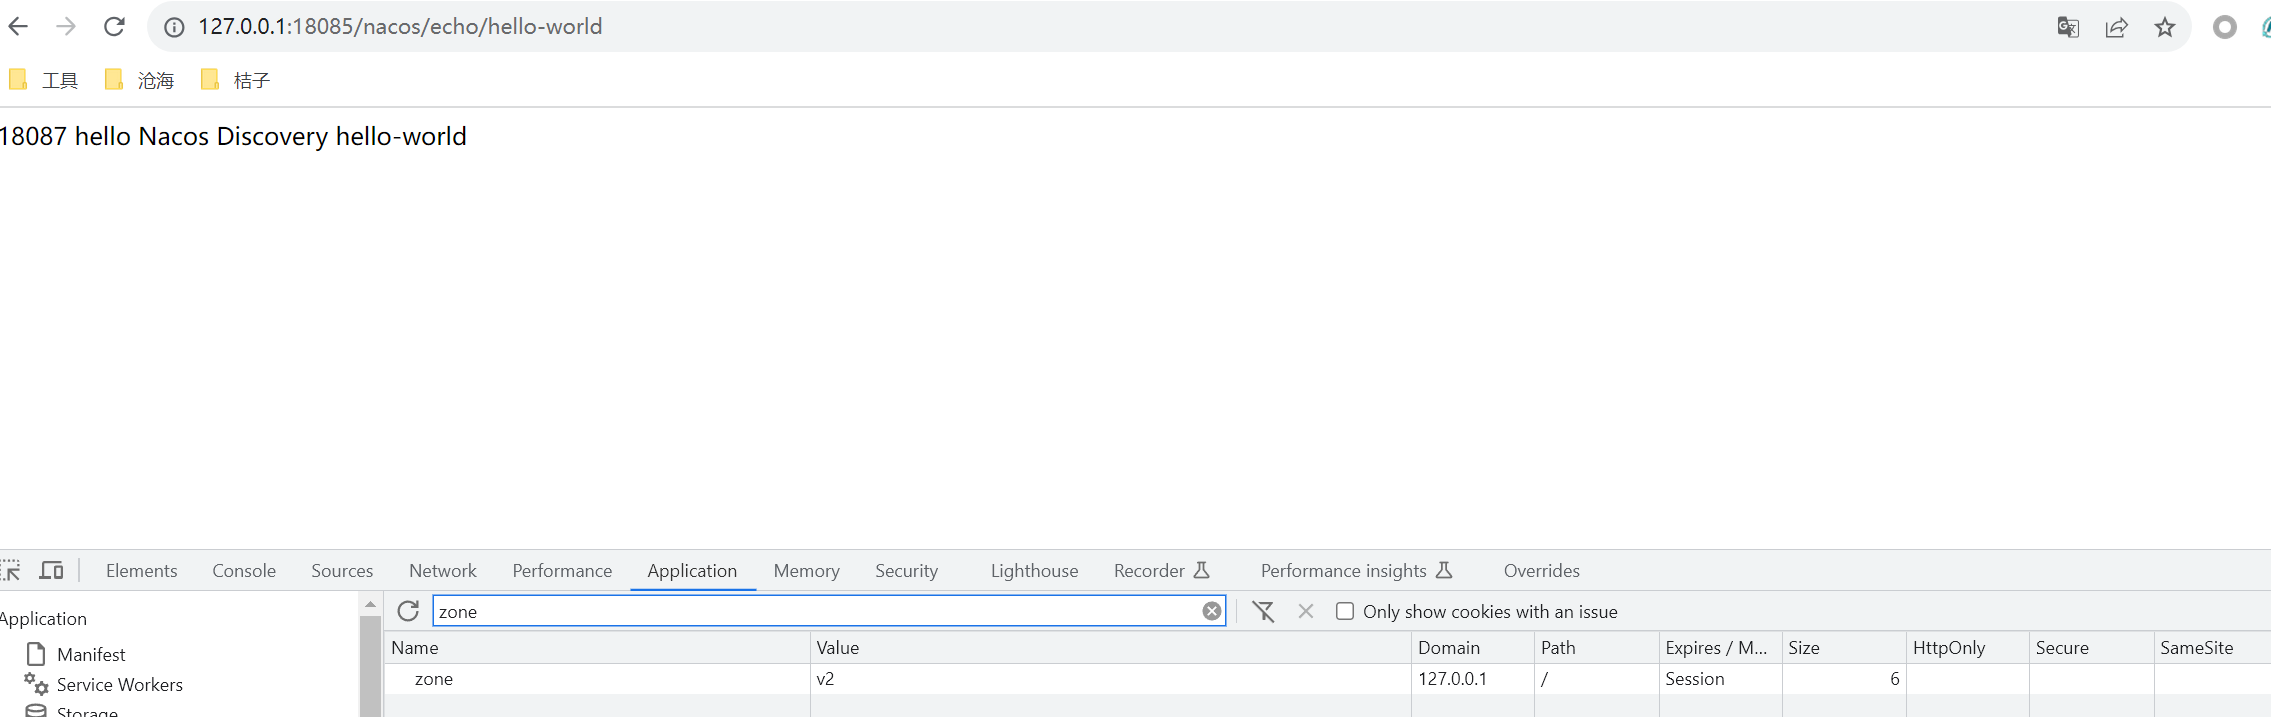 127.0.0.1:18085/nacos/echo/hello-world
工具 沧海 桔子
18087 hello Nacos Discovery hello-world
Elements Console Sources Network Performance Application Memory Security Lighthouse Recorder Performance insights Overrides
Application
zone
Only show cookies with an issue
Name Value Domain Path Expires / M... Size HttpOnly Secure SameSite
Manifest
zone v2 127.0.0.1 / Session 6
Service Workers
Storage